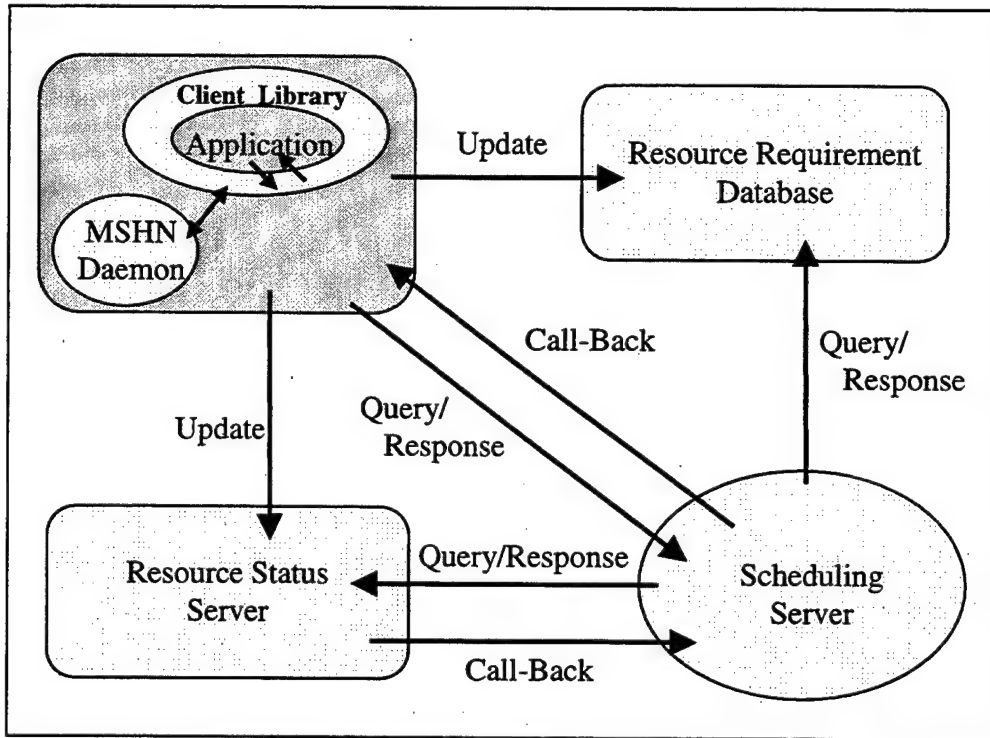 Client Library
Application
MSHN
Daemon
Update
Resource Requirement
Database
Call-Back
Query/
Response
Query/
Response
Update
Resource Status
Server
Query/Response
Call-Back
Scheduling
Server